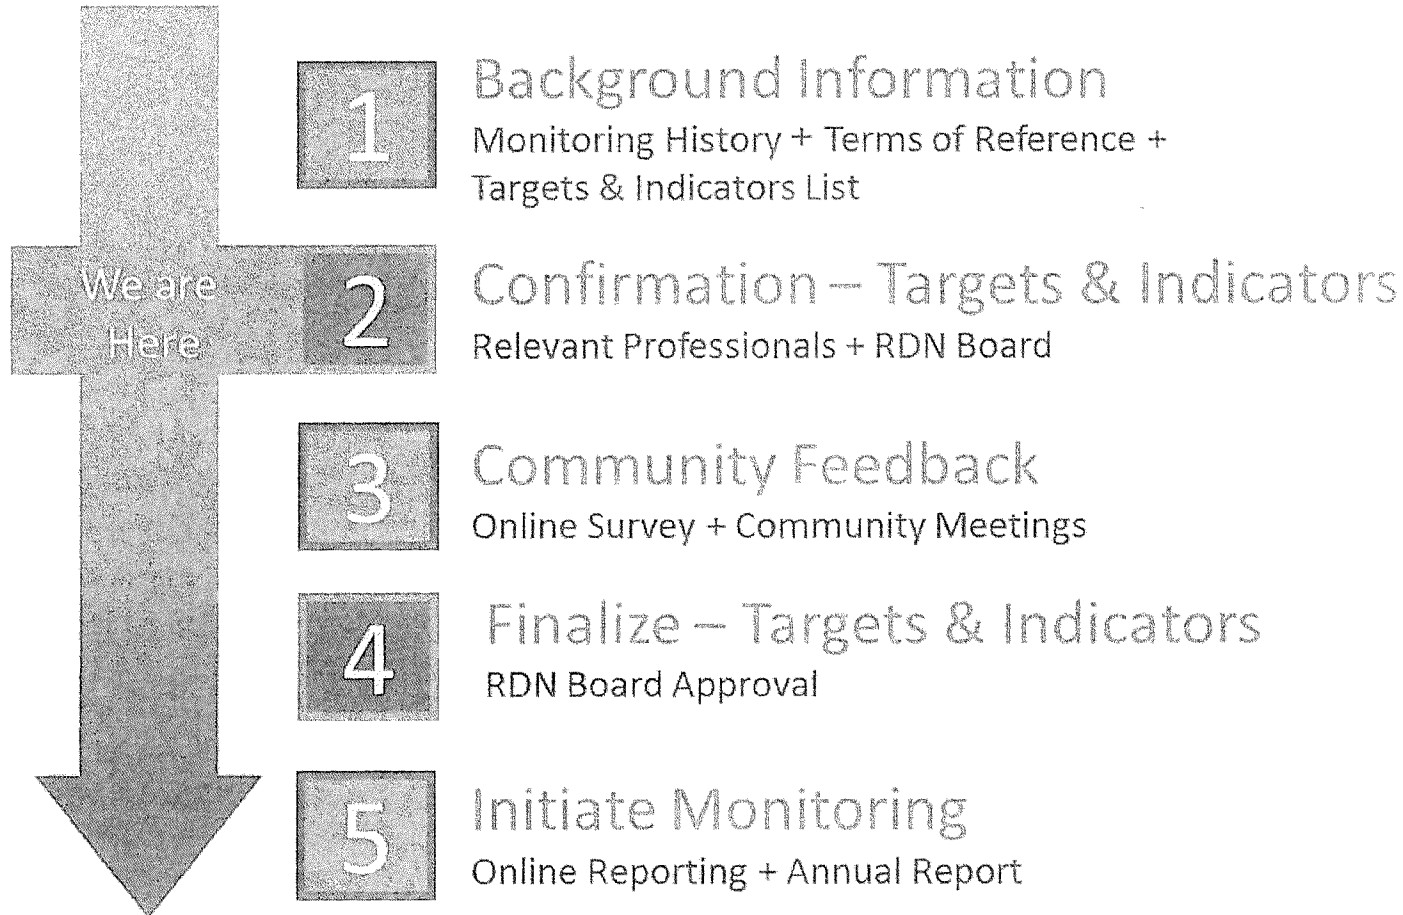 1
Background Information
Monitoring History + Terms of Reference +
Targets & Indicators List
We are
Here
2
Confirmation – Targets & Indicators
Relevant Professionals + RDN Board
3
Community Feedback
Online Survey + Community Meetings
4
Finalize – Targets & Indicators
RDN Board Approval
5
Initiate Monitoring
Online Reporting + Annual Report